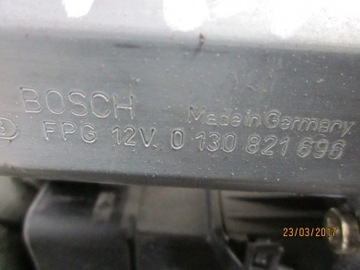 BOSCH Made in Germany
FPG 12V. 0 130 821 696
23/03/2017